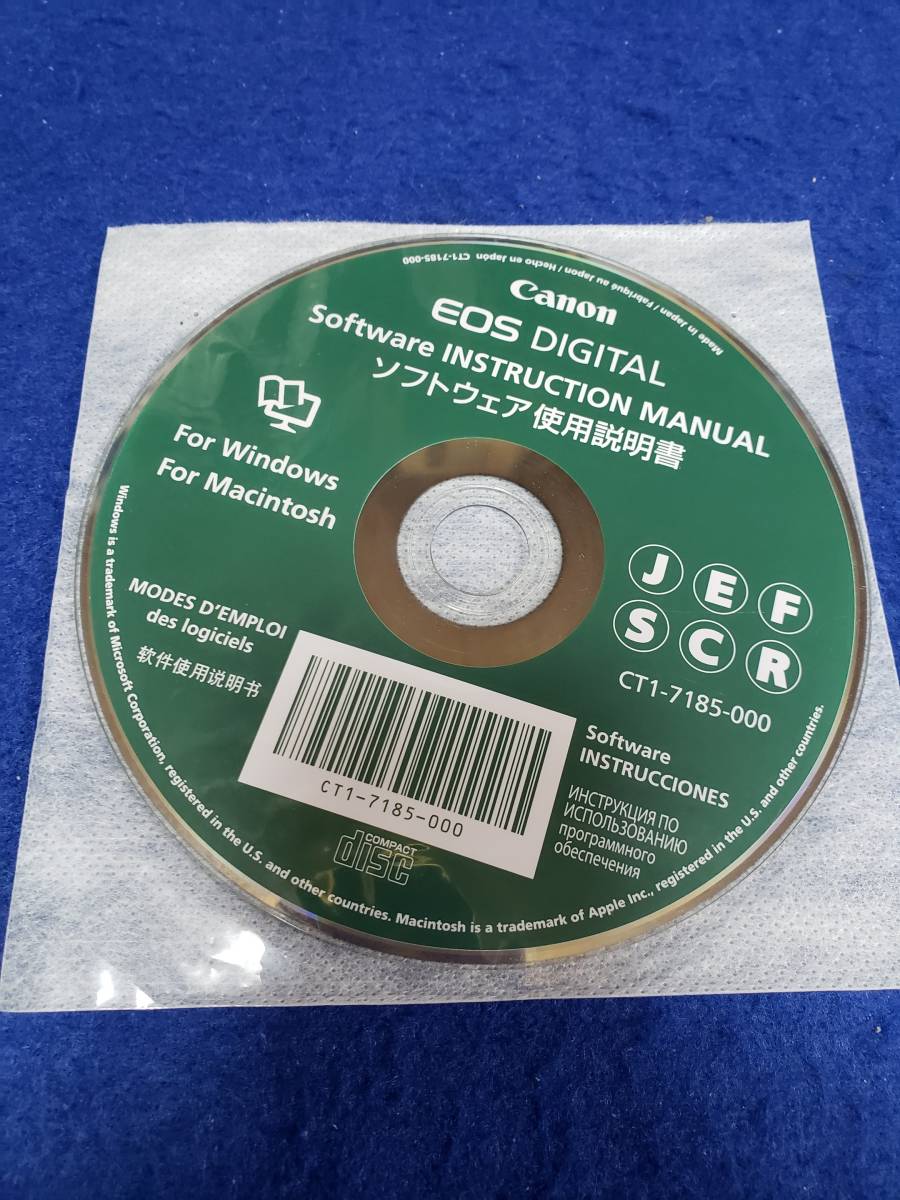 Made in Japan / Fabriqué au Japon / Hecho en Japón CT1-7185-000
Canon
EOS DIGITAL
Software INSTRUCTION MANUAL
ソフトウェア使用説明書
For Windows
For Macintosh
J E F
S C R
CT1-7185-000
MODES D'EMPLOI
des logiciels
软件使用说明书
CT1-7185-000
COMPACT
disc
Software
INSTRUCCIONES
ИНСТРУКЦИЯ ПО
ИСПОЛЬЗОВАНИЮ
программного
обеспечения
Windows is a trademark of Microsoft Corporation, registered in the U.S. and other countries. Macintosh is a trademark of Apple Inc., registered in the U.S. and other countries.